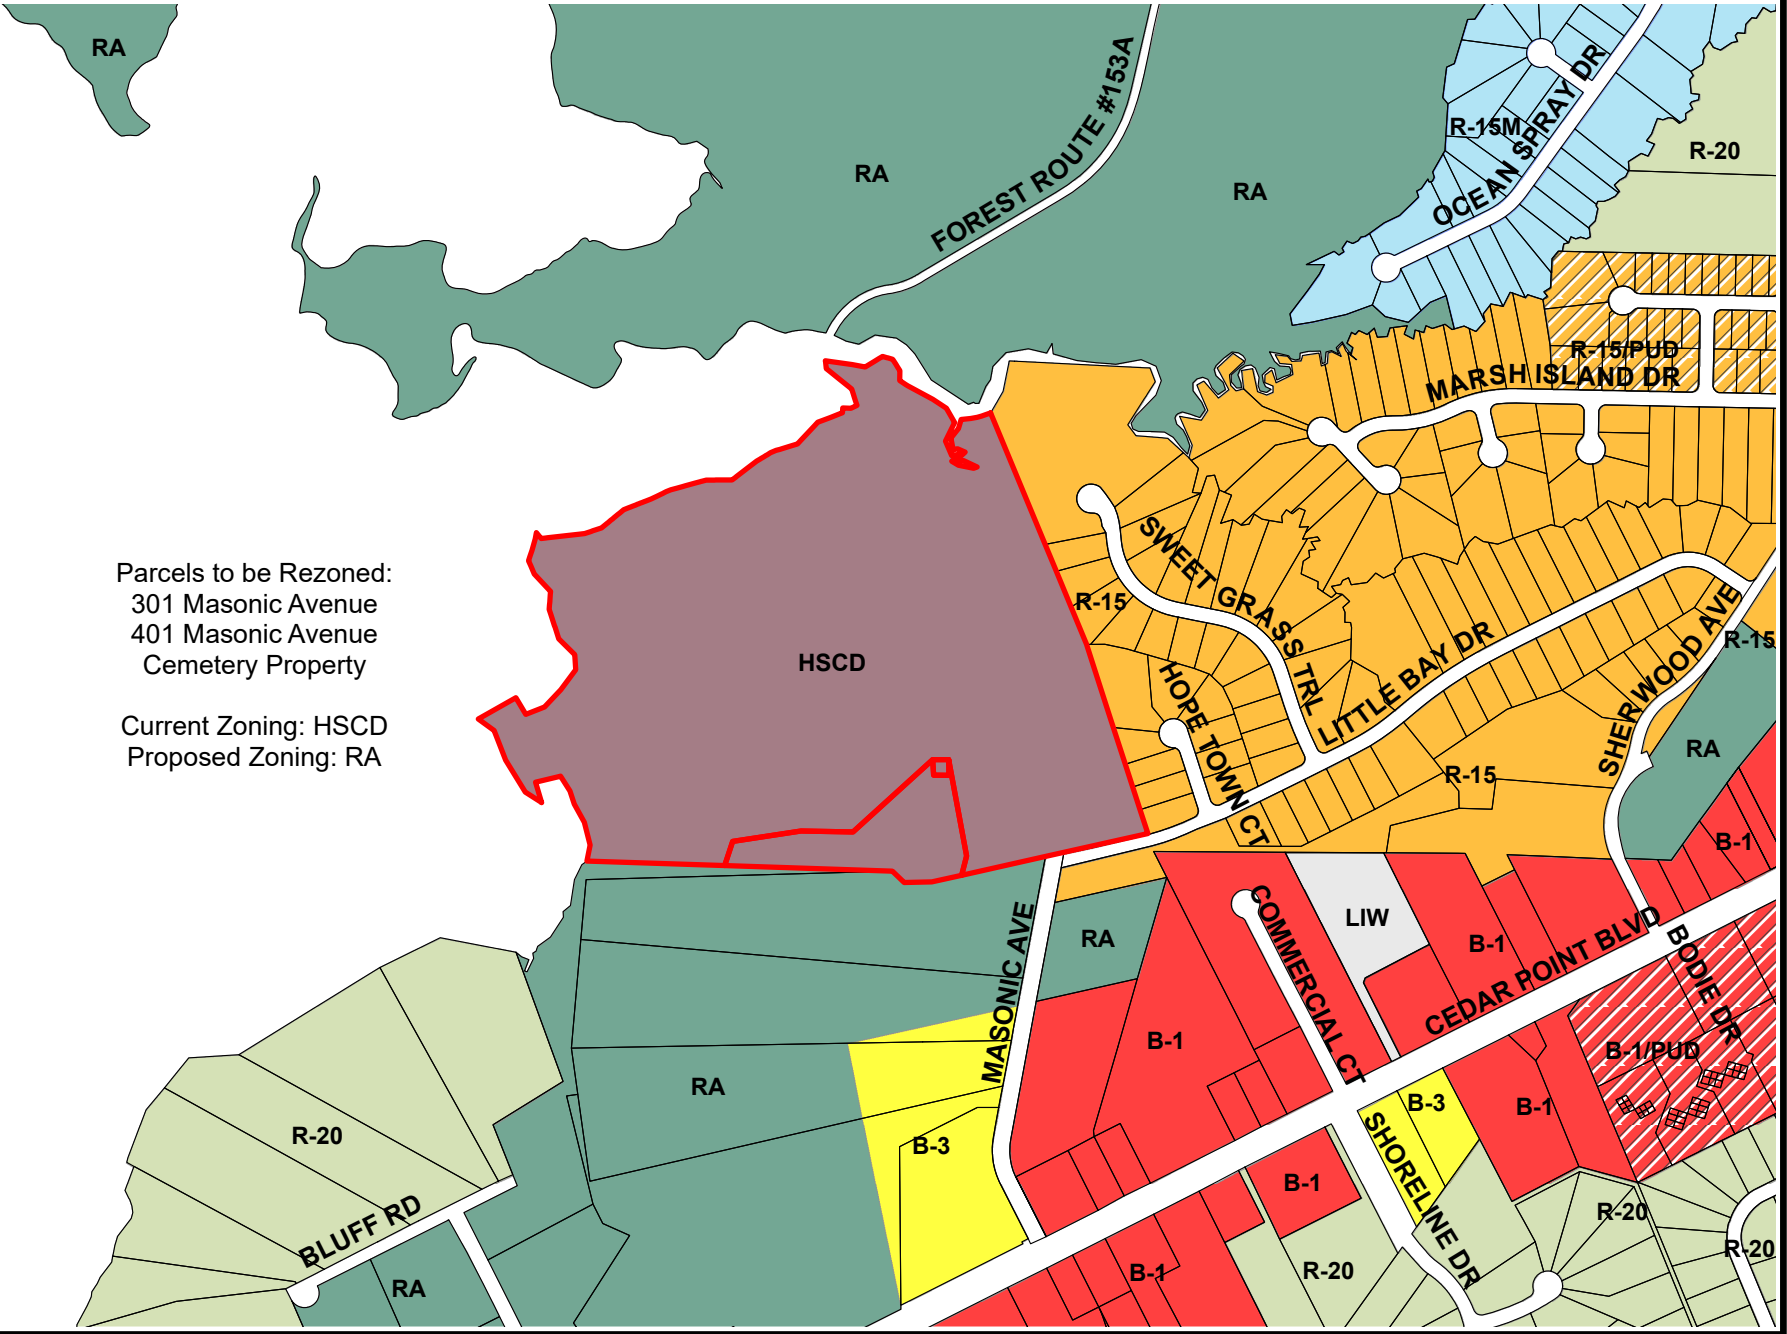 RA
RA
FOREST ROUTE #153A
RA
R-15M
OCEAN SPRAY DR
R-20
R-15/PUD
MARSH ISLAND DR
Parcels to be Rezoned:
301 Masonic Avenue
401 Masonic Avenue
Cemetery Property
Current Zoning: HSCD
Proposed Zoning: RA
HSCD
R-15
SWEET GRASS TRL
HOPE TOWN CT
LITTLE BAY DR
SHERWOOD AVE
R-15
RA
R-15
B-1
LIW
RA
B-1
COMMERCIAL CT
CEDAR POINT BLVD
BODIE DR
MASONIC AVE
B-1
B-1/PUD
RA
B-3
B-1
R-20
B-3
SHORELINE DR
B-1
R-20
BLUFF RD
R-20
RA
B-1
R-20